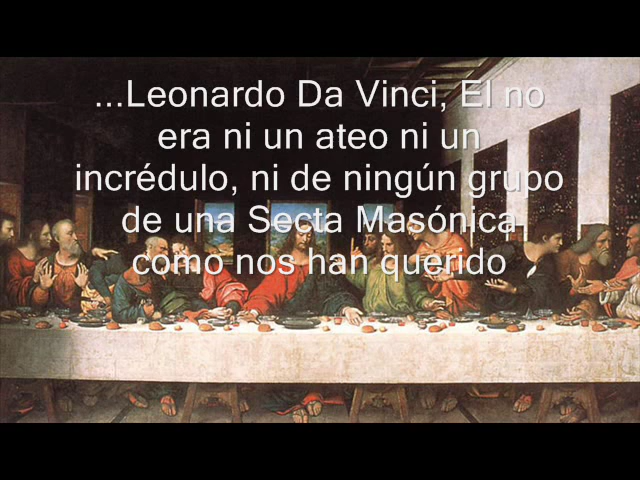 ...Leonardo Da Vinci, El no
era ni un ateo ni un
incrédulo, ni de ningún grupo
de una Secta Masónica
como nos han querido